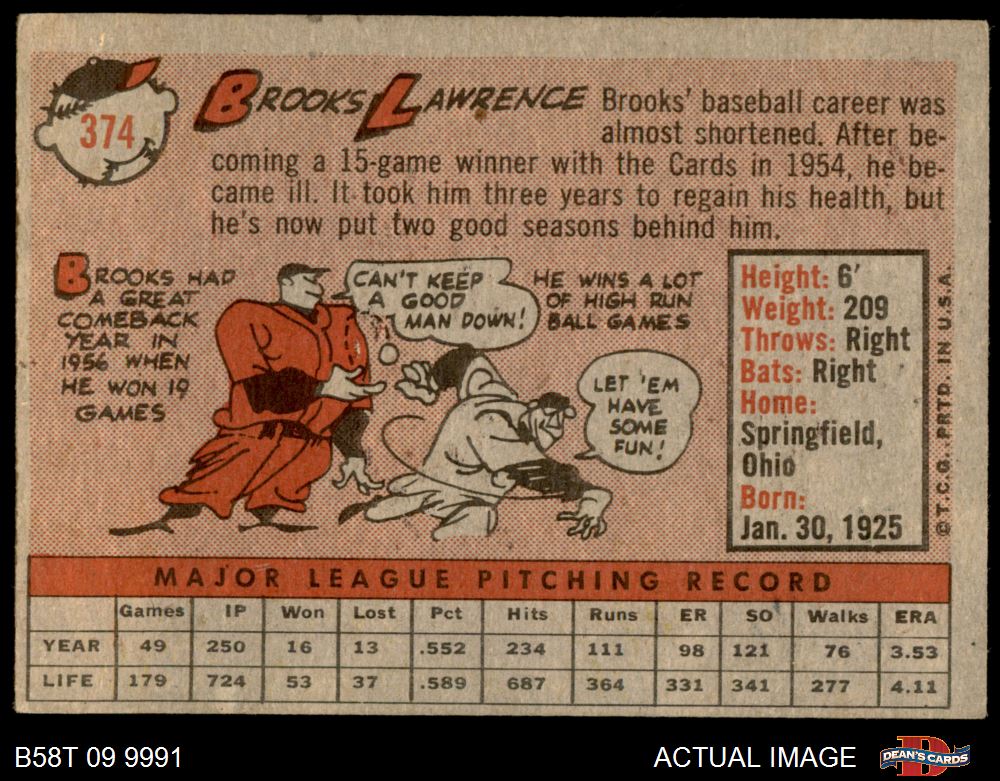 374
BROOKS LAWRENCE
Brooks' baseball career was
almost shortened. After be-
coming a 15-game winner with the Cards in 1954, he be-
came ill. It took him three years to regain his health, but
he's now put two good seasons behind him.
BROOKS HAD
A GREAT
COMEBACK
YEAR IN
1956 WHEN
HE WON 19
GAMES
CAN'T KEEP
A GOOD
MAN DOWN!
HE WINS A LOT
OF HIGH RUN
BALL GAMES
LET 'EM
HAVE
SOME
FUN!
Height: 6'
Weight: 209
Throws: Right
Bats: Right
Home:
Springfield,
Ohio
Born:
Jan. 30, 1925
© T.C.G. PRTD. IN U.S.A.
MAJOR LEAGUE PITCHING RECORD
Games IP Won Lost Pct Hits Runs ER SO Walks ERA
YEAR 49 250 16 13 .552 234 111 98 121 76 3.53
LIFE 179 724 53 37 .589 687 364 331 341 277 4.11
B58T 09 9991
ACTUAL IMAGE
D
DEAN'S CARDS